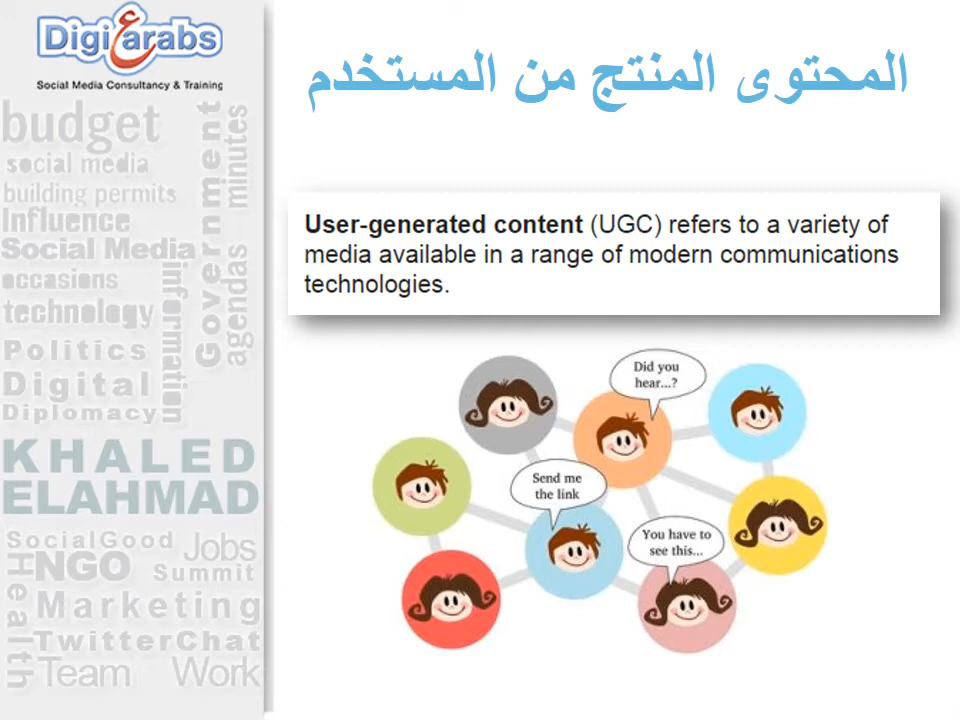 Digi عarabs
Social Media Consultancy & Training
المحتوى المنتج من المستخدم
User-generated content (UGC) refers to a variety of
media available in a range of modern communications
technologies.
Did you
hear...?
Send me
the link
You have to
see this...
budget
social media
building permits
Influence
Social Media
occasions
technology
Politics
Digital
Diplomacy
Government
minutes
agendas
information
KHALED
ELAHMAD
SocialGood
Jobs
NGO
Summit
Health
Marketing
TwitterChat
Team Work